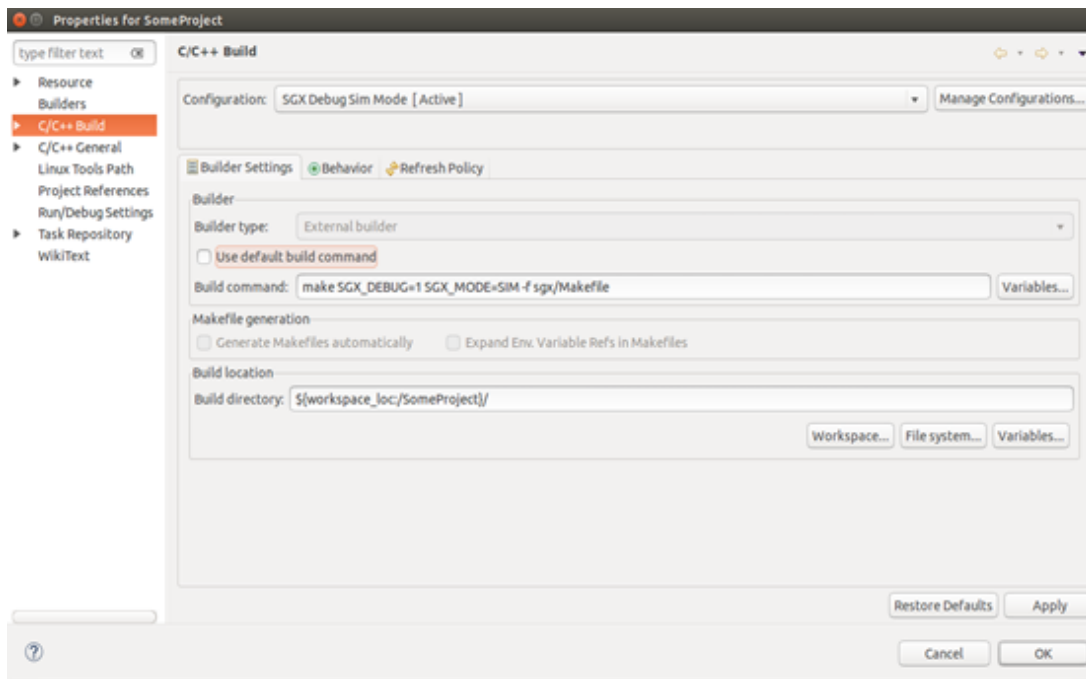 Properties for SomeProject
type filter text
C/C++ Build
Resource
Builders
C/C++ Build
C/C++ General
Linux Tools Path
Project References
Run/Debug Settings
Task Repository
WikiText
Configuration: SGX Debug Sim Mode [ Active ] Manage Configurations...
Builder Settings Behavior Refresh Policy
Builder
Builder type: External builder
Use default build command
Build command: make SGX_DEBUG=1 SGX_MODE=SIM -f sgx/Makefile Variables...
Makefile generation
Generate Makefiles automatically Expand Env. Variable Refs in Makefiles
Build location
Build directory: ${workspace_loc:/SomeProject}/
Workspace... File system... Variables...
Restore Defaults Apply
Cancel OK